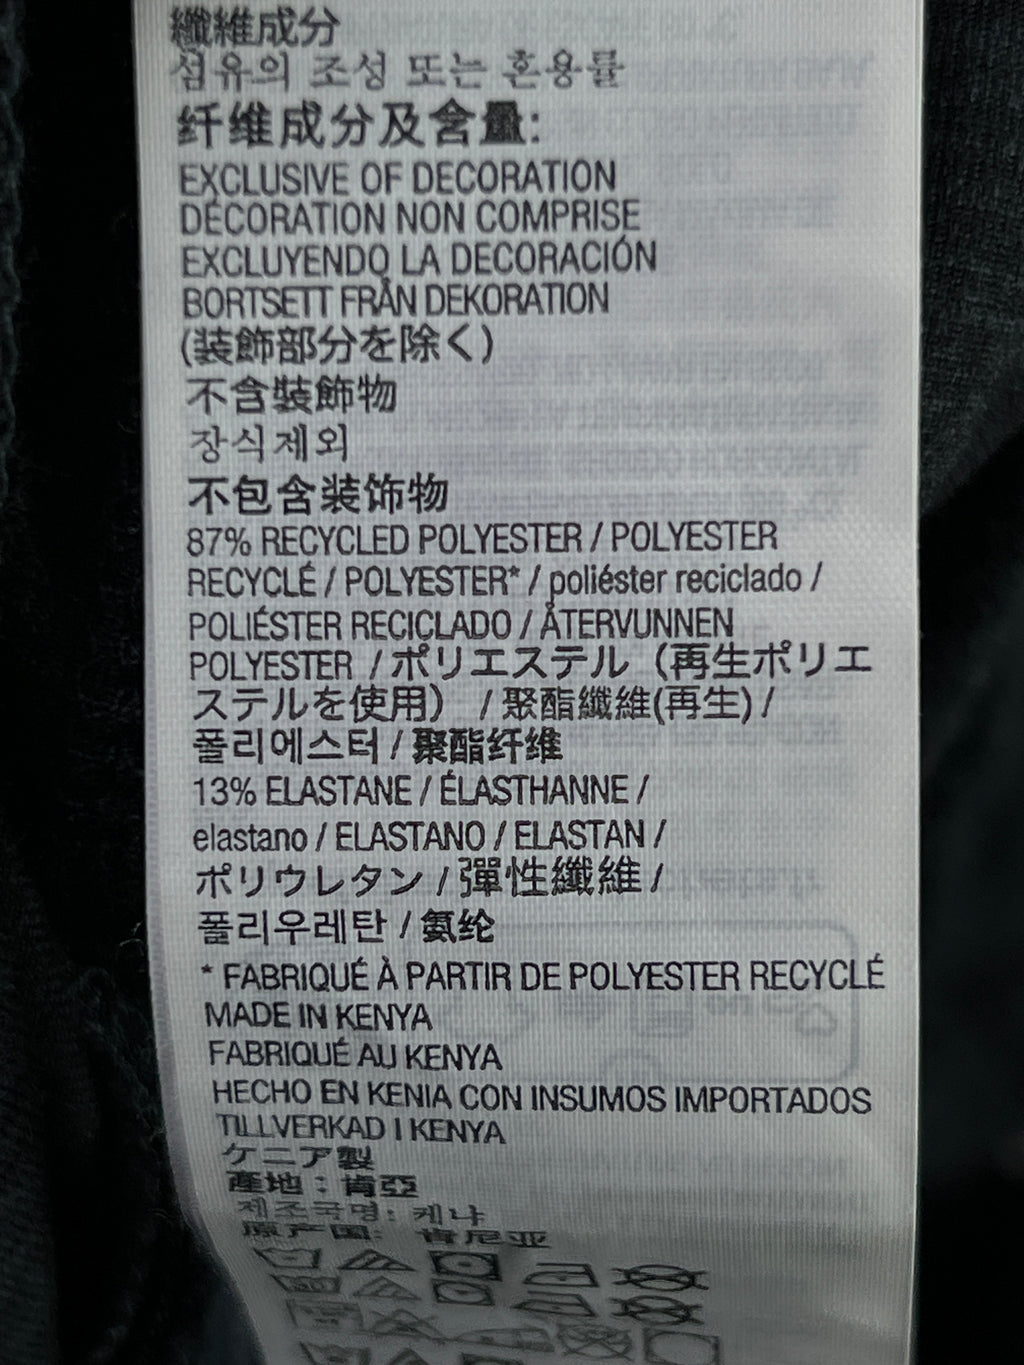 纖維成分
섬유의 조성 또는 혼용률
纤维成分及含量:
EXCLUSIVE OF DECORATION
DÉCORATION NON COMPRISE
EXCLUYENDO LA DECORACIÓN
BORTSETT FRÅN DEKORATION
(装飾部分を除く)
不含裝飾物
장식제외
不包含装饰物
87% RECYCLED POLYESTER / POLYESTER
RECYCLÉ / POLYESTER* / poliéster reciclado /
POLIÉSTER RECICLADO / ÅTERVUNNEN
POLYESTER / ポリエステル（再生ポリエ
ステルを使用） / 聚酯纖維(再生) /
폴리에스터 / 聚酯纤维
13% ELASTANE / ÉLASTHANNE /
elastano / ELASTANO / ELASTAN /
ポリウレタン / 彈性纖維 /
폴리우레탄 / 氨纶
* FABRIQUÉ À PARTIR DE POLYESTER RECYCLÉ
MADE IN KENYA
FABRIQUÉ AU KENYA
HECHO EN KENIA CON INSUMOS IMPORTADOS
TILLVERKAD I KENYA
ケニア製
產地：肯亞
제조국명: 케냐
原产国: 肯尼亚